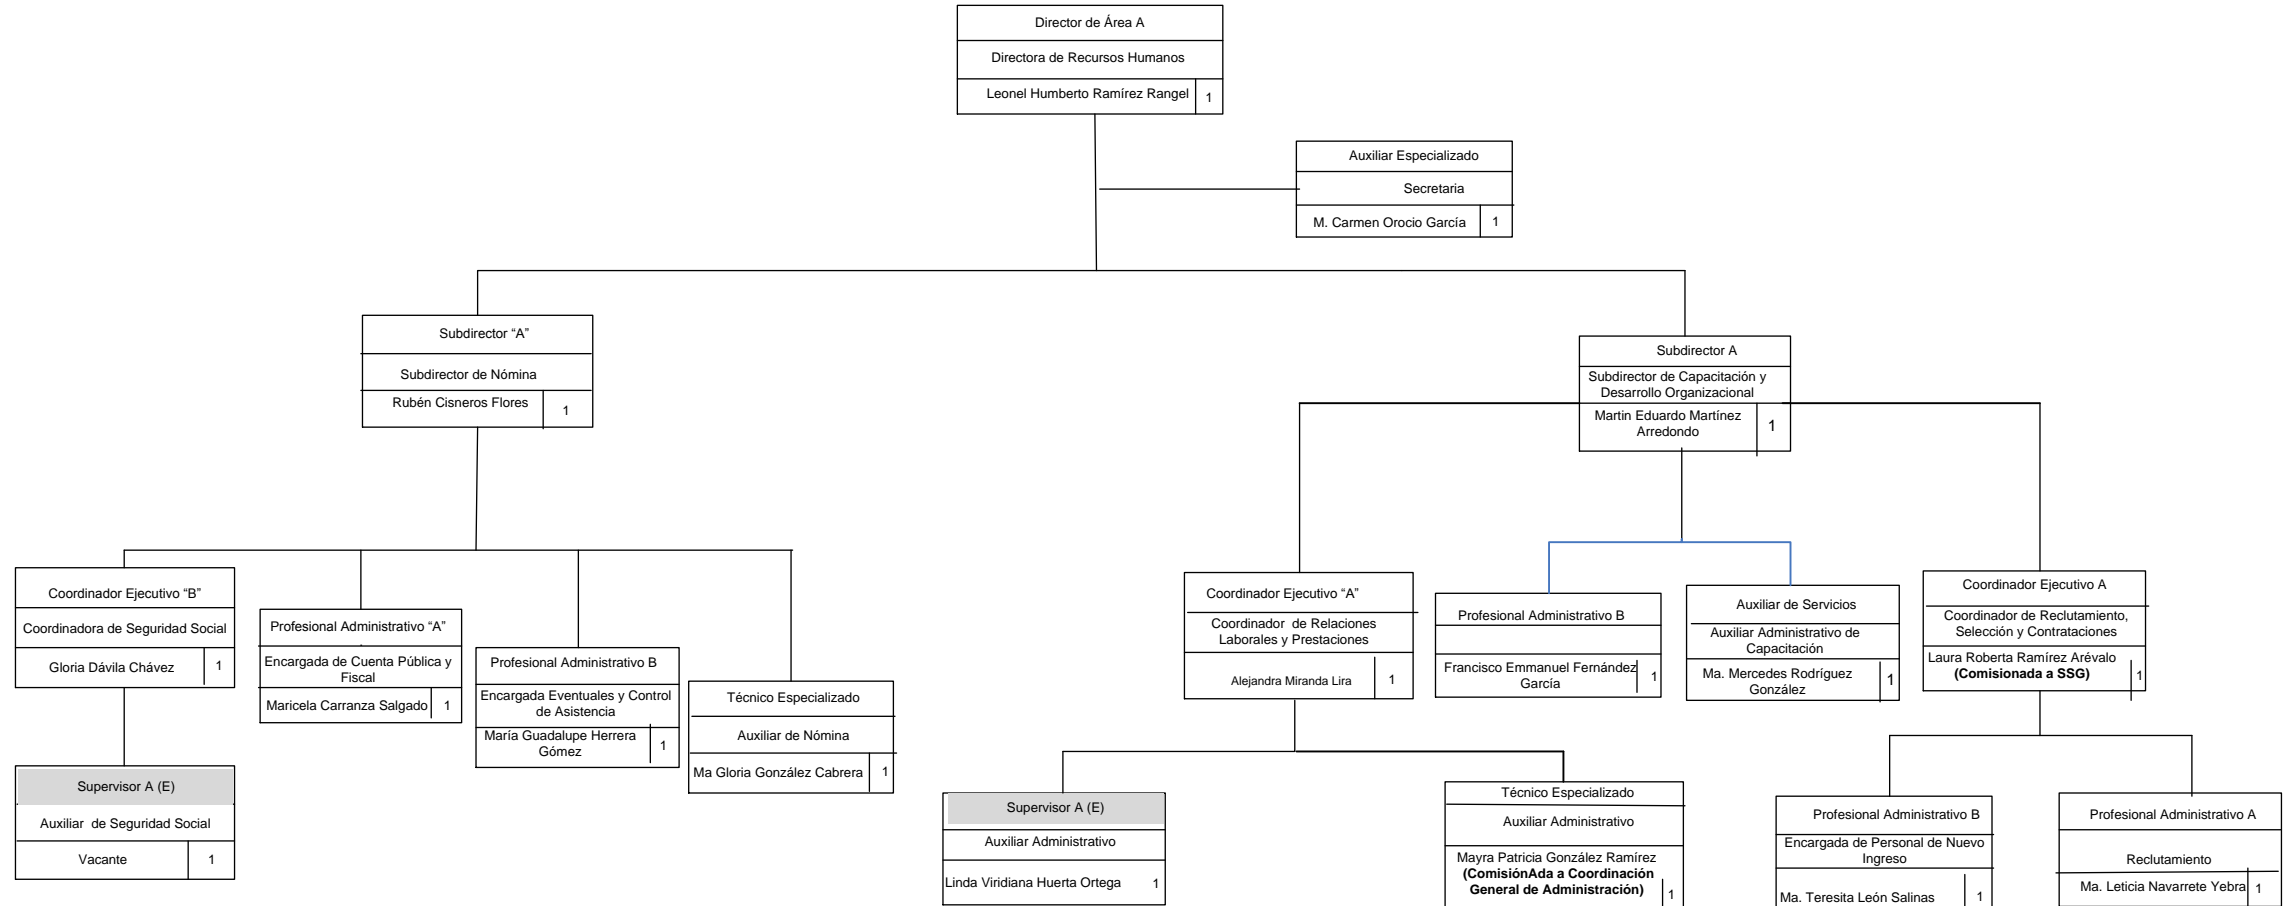 Director de Área A
Directora de Recursos Humanos
Leonel Humberto Ramírez Rangel 1
Auxiliar Especializado
Secretaria
M. Carmen Orocio García 1
Subdirector “A”
Subdirector de Nómina
Rubén Cisneros Flores 1
Subdirector A
Subdirector de Capacitación y
Desarrollo Organizacional
Martin Eduardo Martínez
Arredondo
1
Coordinador Ejecutivo “B”
Coordinadora de Seguridad Social
Gloria Dávila Chávez 1
Profesional Administrativo “A”
Encargada de Cuenta Pública y
Fiscal
Maricela Carranza Salgado 1
Profesional Administrativo B
Encargada Eventuales y Control
de Asistencia
María Guadalupe Herrera
Gómez
1
Técnico Especializado
Auxiliar de Nómina
Ma Gloria González Cabrera 1
Coordinador Ejecutivo “A”
Coordinador de Relaciones
Laborales y Prestaciones
Alejandra Miranda Lira 1
Profesional Administrativo B
Francisco Emmanuel Fernández
García
1
Auxiliar de Servicios
Auxiliar Administrativo de
Capacitación
Ma. Mercedes Rodríguez
González
1
Coordinador Ejecutivo A
Coordinador de Reclutamiento,
Selección y Contrataciones
Laura Roberta Ramírez Arévalo
(Comisionada a SSG)
1
Supervisor A (E)
Auxiliar de Seguridad Social
Vacante 1
Supervisor A (E)
Auxiliar Administrativo
Linda Viridiana Huerta Ortega 1
Técnico Especializado
Auxiliar Administrativo
Mayra Patricia González Ramírez
(ComisiónAda a Coordinación
General de Administración)
1
Profesional Administrativo B
Encargada de Personal de Nuevo
Ingreso
Ma. Teresita León Salinas 1
Profesional Administrativo A
Reclutamiento
Ma. Leticia Navarrete Yebra 1